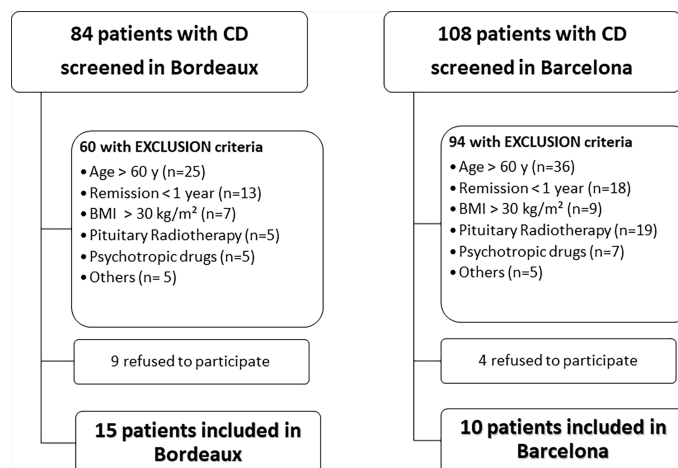 84 patients with CD
screened in Bordeaux
60 with EXCLUSION criteria
• Age > 60 y (n=25)
• Remission < 1 year (n=13)
• BMI > 30 kg/m² (n=7)
• Pituitary Radiotherapy (n=5)
• Psychotropic drugs (n=5)
• Others (n= 5)
9 refused to participate
15 patients included in
Bordeaux
108 patients with CD
screened in Barcelona
94 with EXCLUSION criteria
• Age > 60 y (n=36)
• Remission < 1 year (n=18)
• BMI > 30 kg/m² (n=9)
• Pituitary Radiotherapy (n=19)
• Psychotropic drugs (n=7)
• Others (n=5)
4 refused to participate
10 patients included in
Barcelona